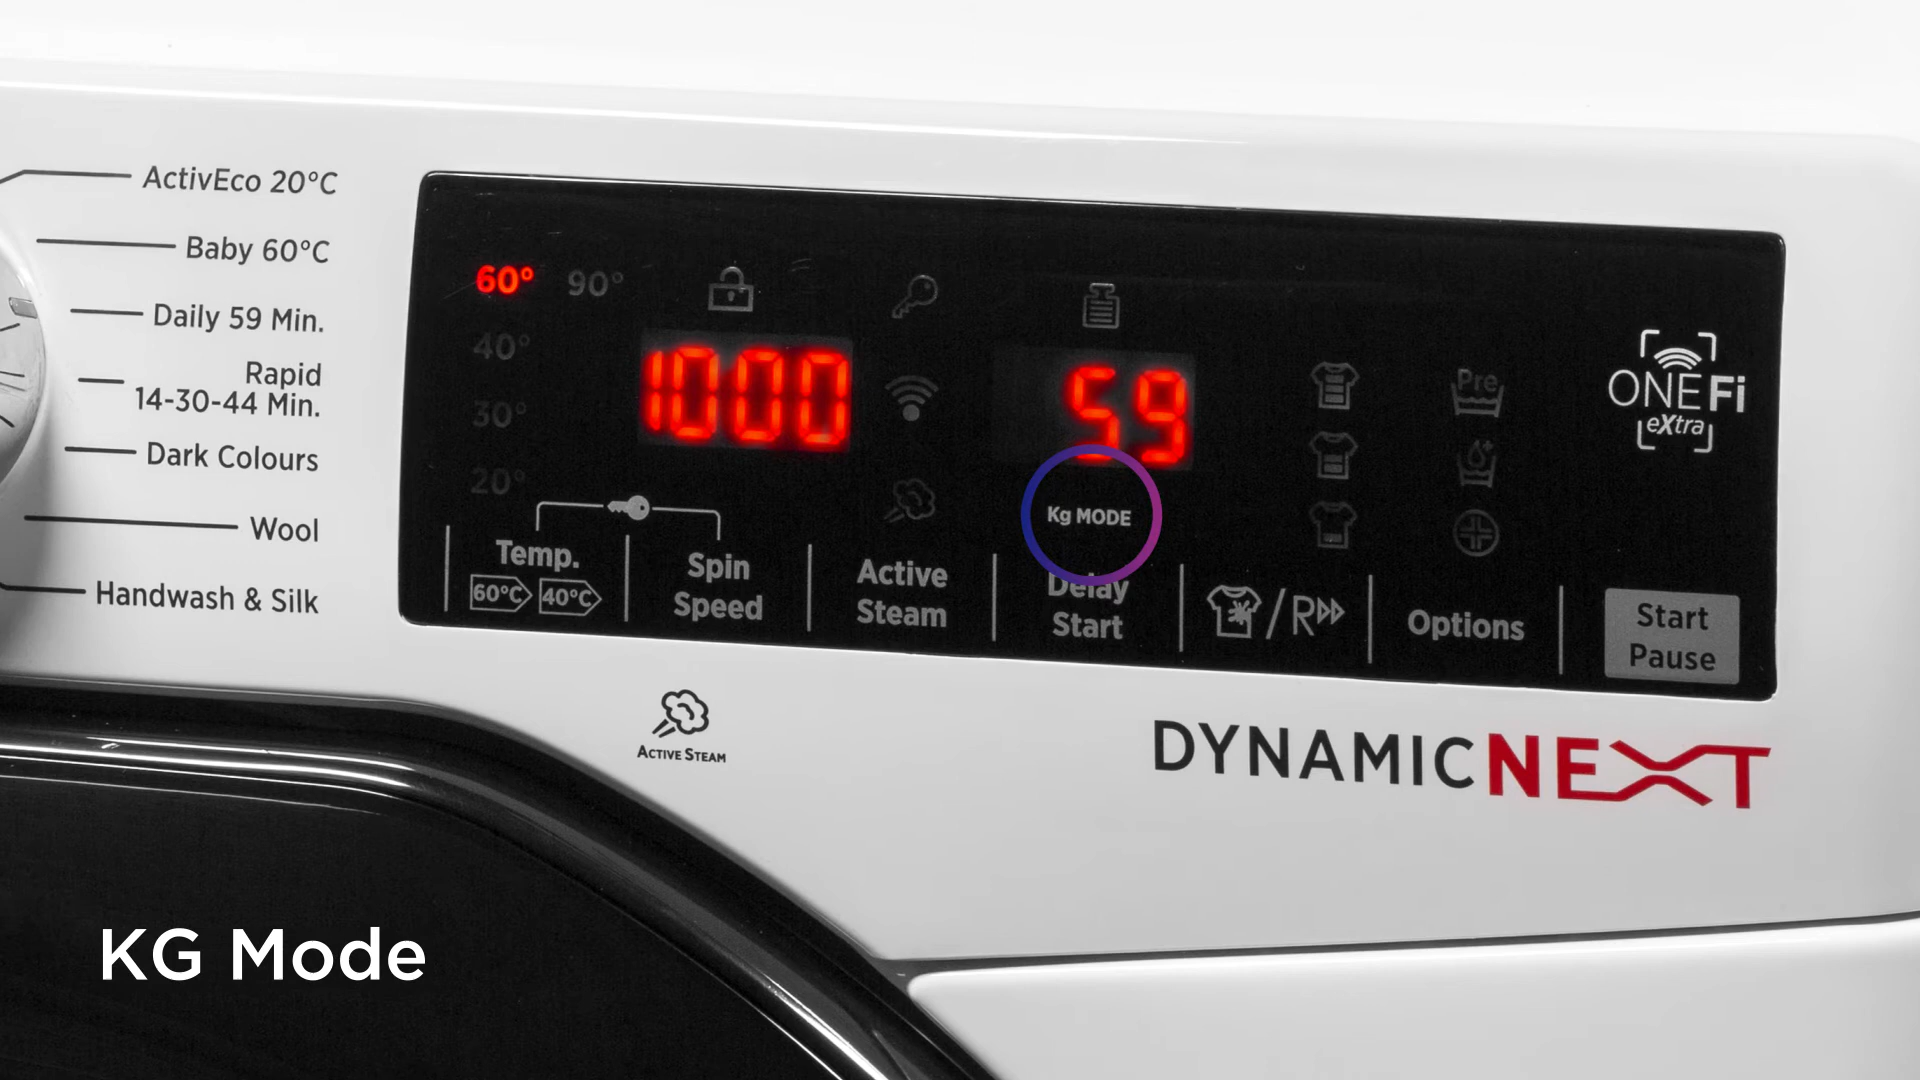 ActivEco 20°C
Baby 60°C
Daily 59 Min.
Rapid
14-30-44 Min.
Dark Colours
Wool
Handwash & Silk
60° 90°
40°
30°
20°
1000
59
Kg MODE
Temp.
60°C 40°C
Spin
Speed
Active
Steam
Delay
Start
/R
Pre
Options
ONE Fi
eXtra
Start
Pause
ACTIVE STEAM
DYNAMICNEXT
KG Mode